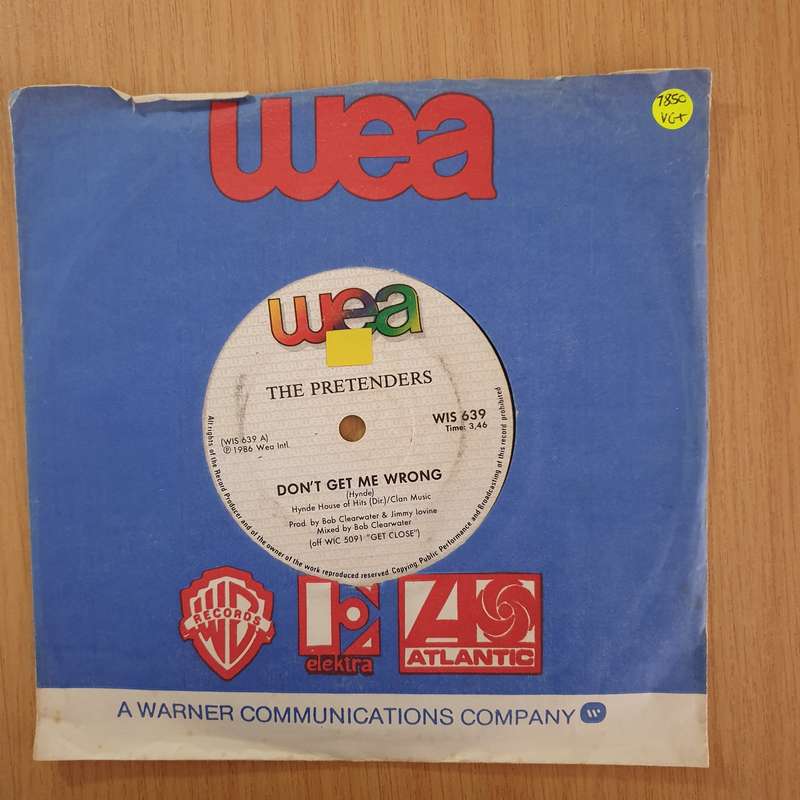 wea
7850
VG+
wea
THE PRETENDERS
WIS 639
Time: 3,46
(WIS 639 A)
℗ 1986 Wea Intl.
DON'T GET ME WRONG
(Hynde)
Hynde House of Hits (Dir.)/Clan Music
Prod. by Bob Clearwater & Jimmy Iovine
Mixed by Bob Clearwater
(off WIC 5091 "GET CLOSE")
All rights of the Record Producer and of the owner of the work reproduced reserved. Copying, Public Performance and Broadcasting of this record prohibited
WB
RECORDS
elektra
ATLANTIC
A WARNER COMMUNICATIONS COMPANY